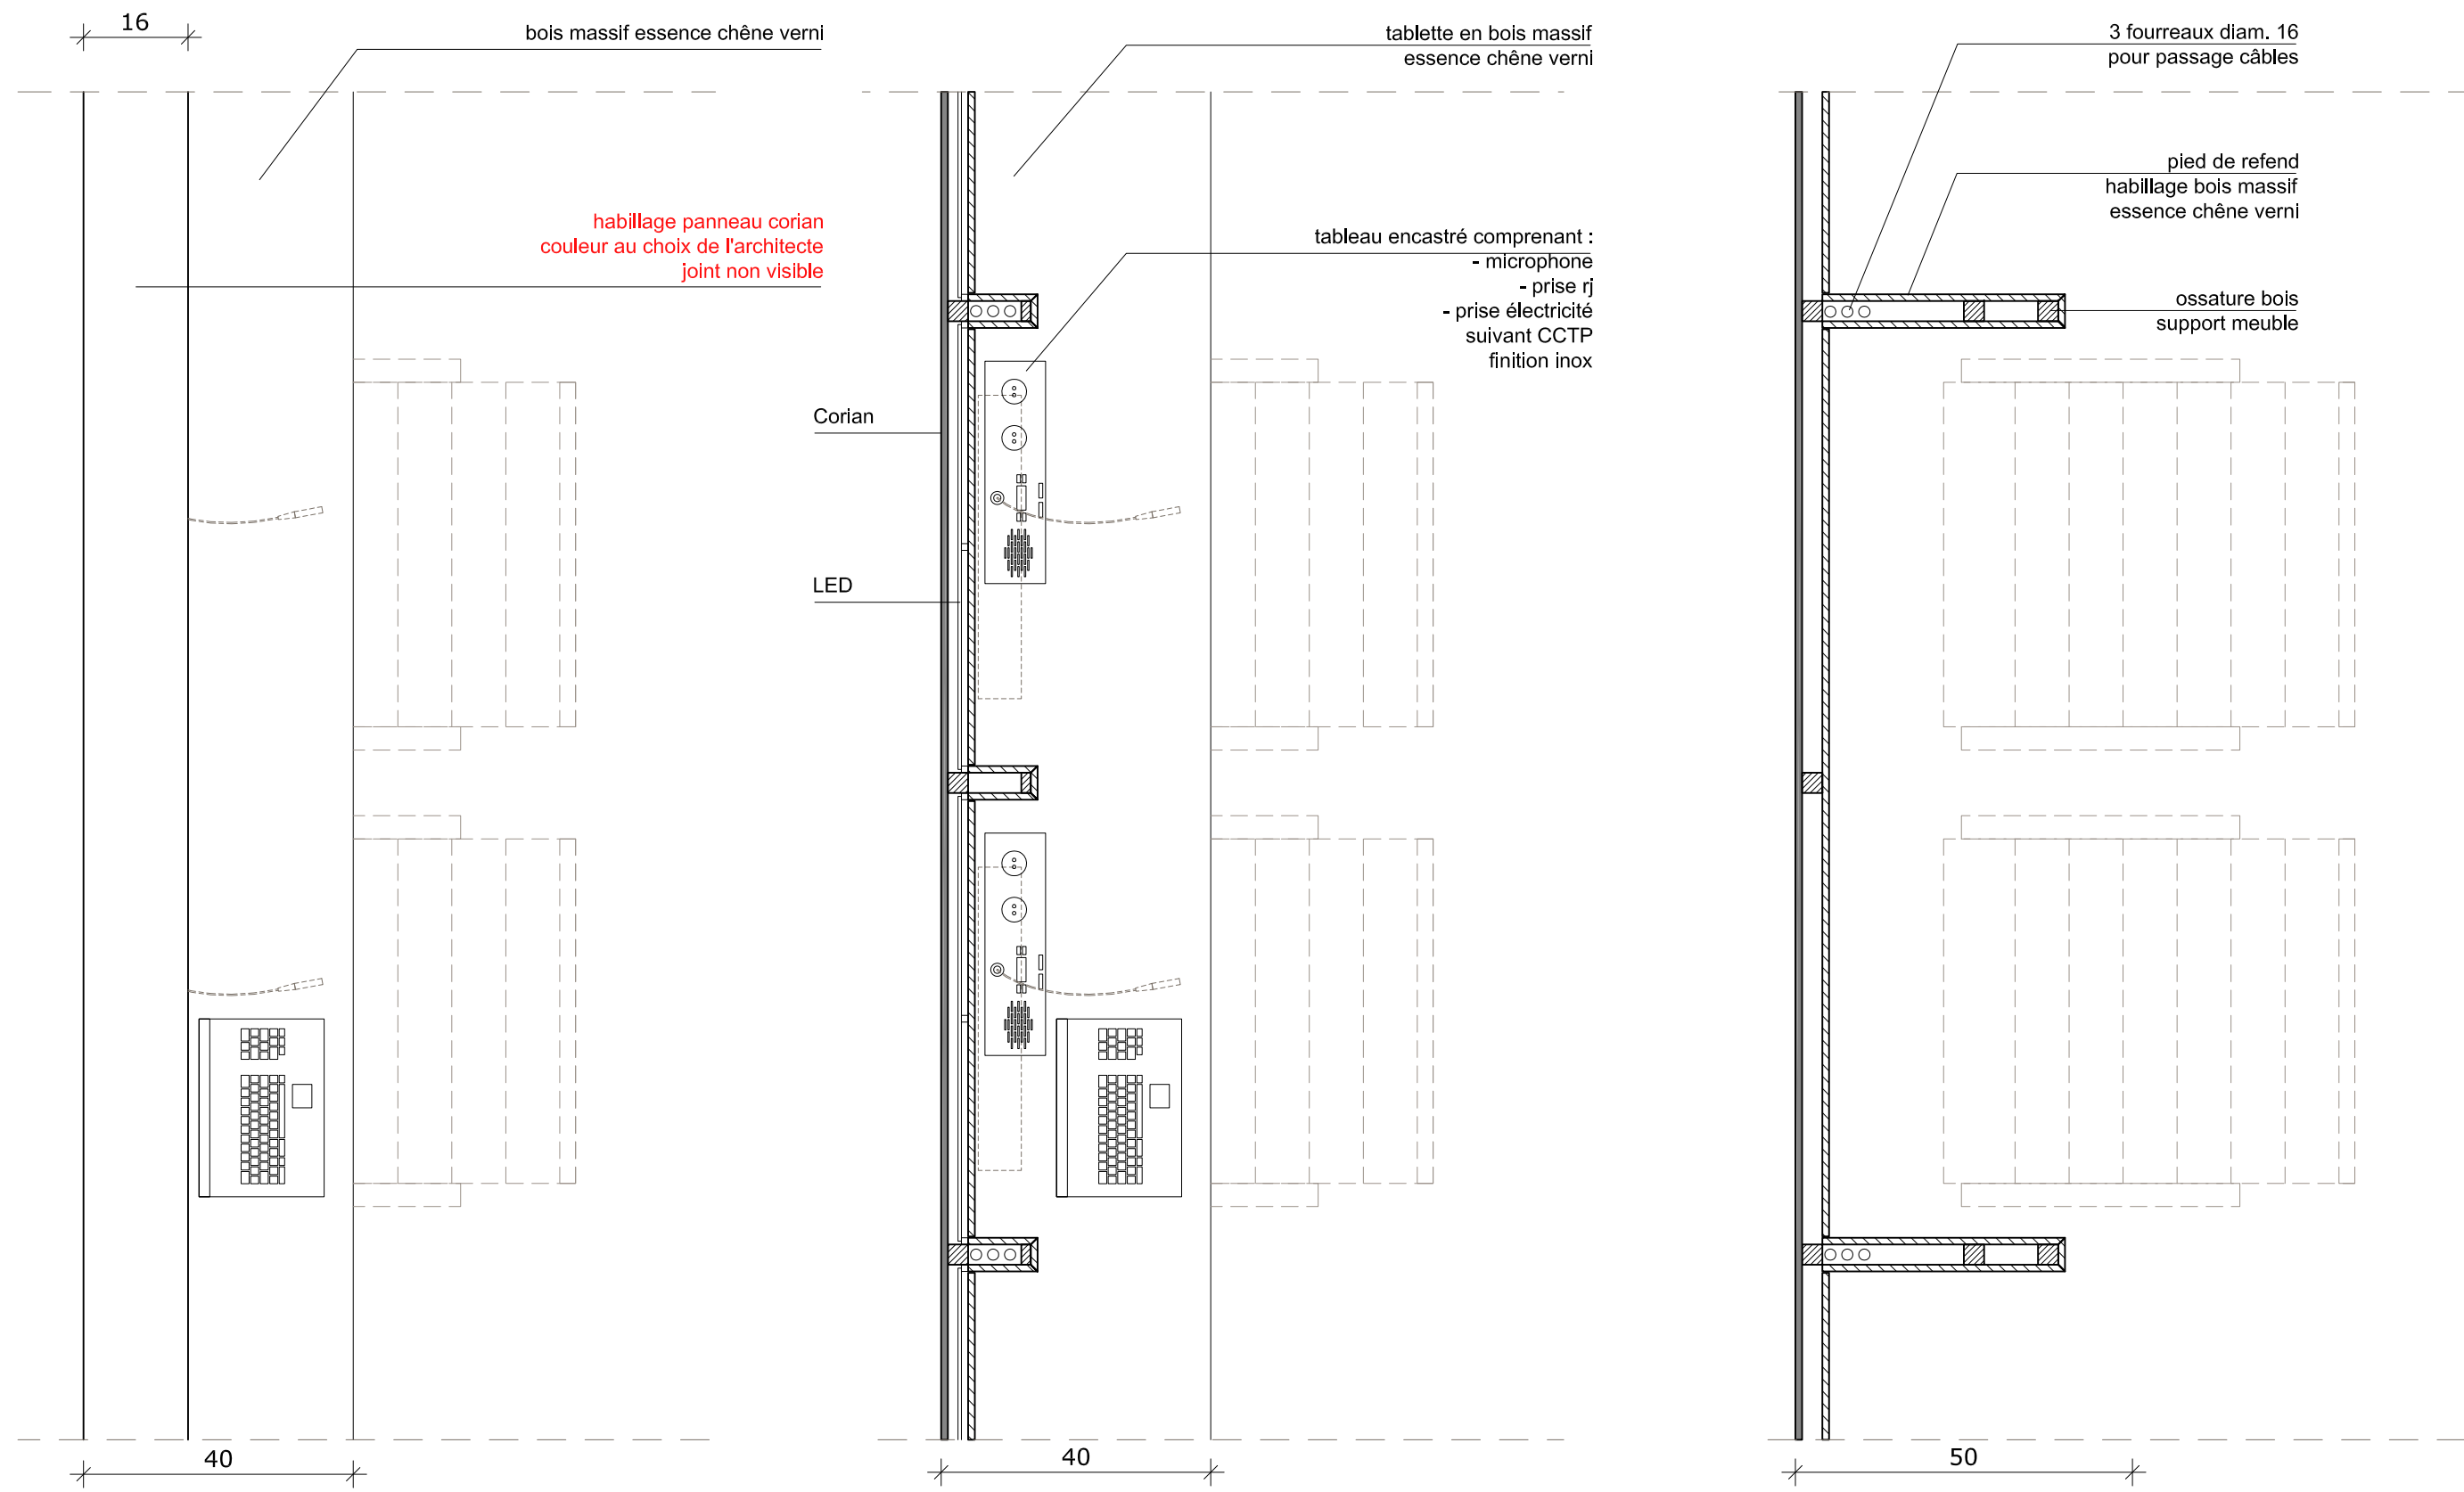 16
bois massif essence chêne verni
habillage panneau corian
couleur au choix de l'architecte
joint non visible
40
tablette en bois massif
essence chêne verni
tableau encastré comprenant :
- microphone
- prise rj
- prise électricité
suivant CCTP
finition inox
Corian
LED
40
3 fourreaux diam. 16
pour passage câbles
pied de refend
habillage bois massif
essence chêne verni
ossature bois
support meuble
50